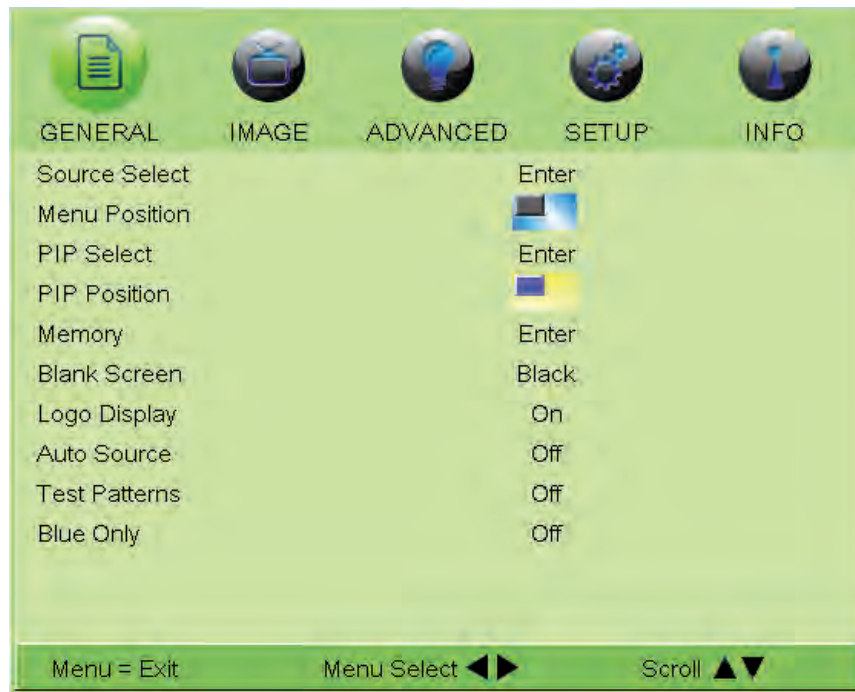 GENERAL IMAGE ADVANCED SETUP INFO
Source Select Enter
Menu Position
PIP Select Enter
PIP Position
Memory Enter
Blank Screen Black
Logo Display On
Auto Source Off
Test Patterns Off
Blue Only Off
Menu = Exit Menu Select ◀▶ Scroll ▲▼